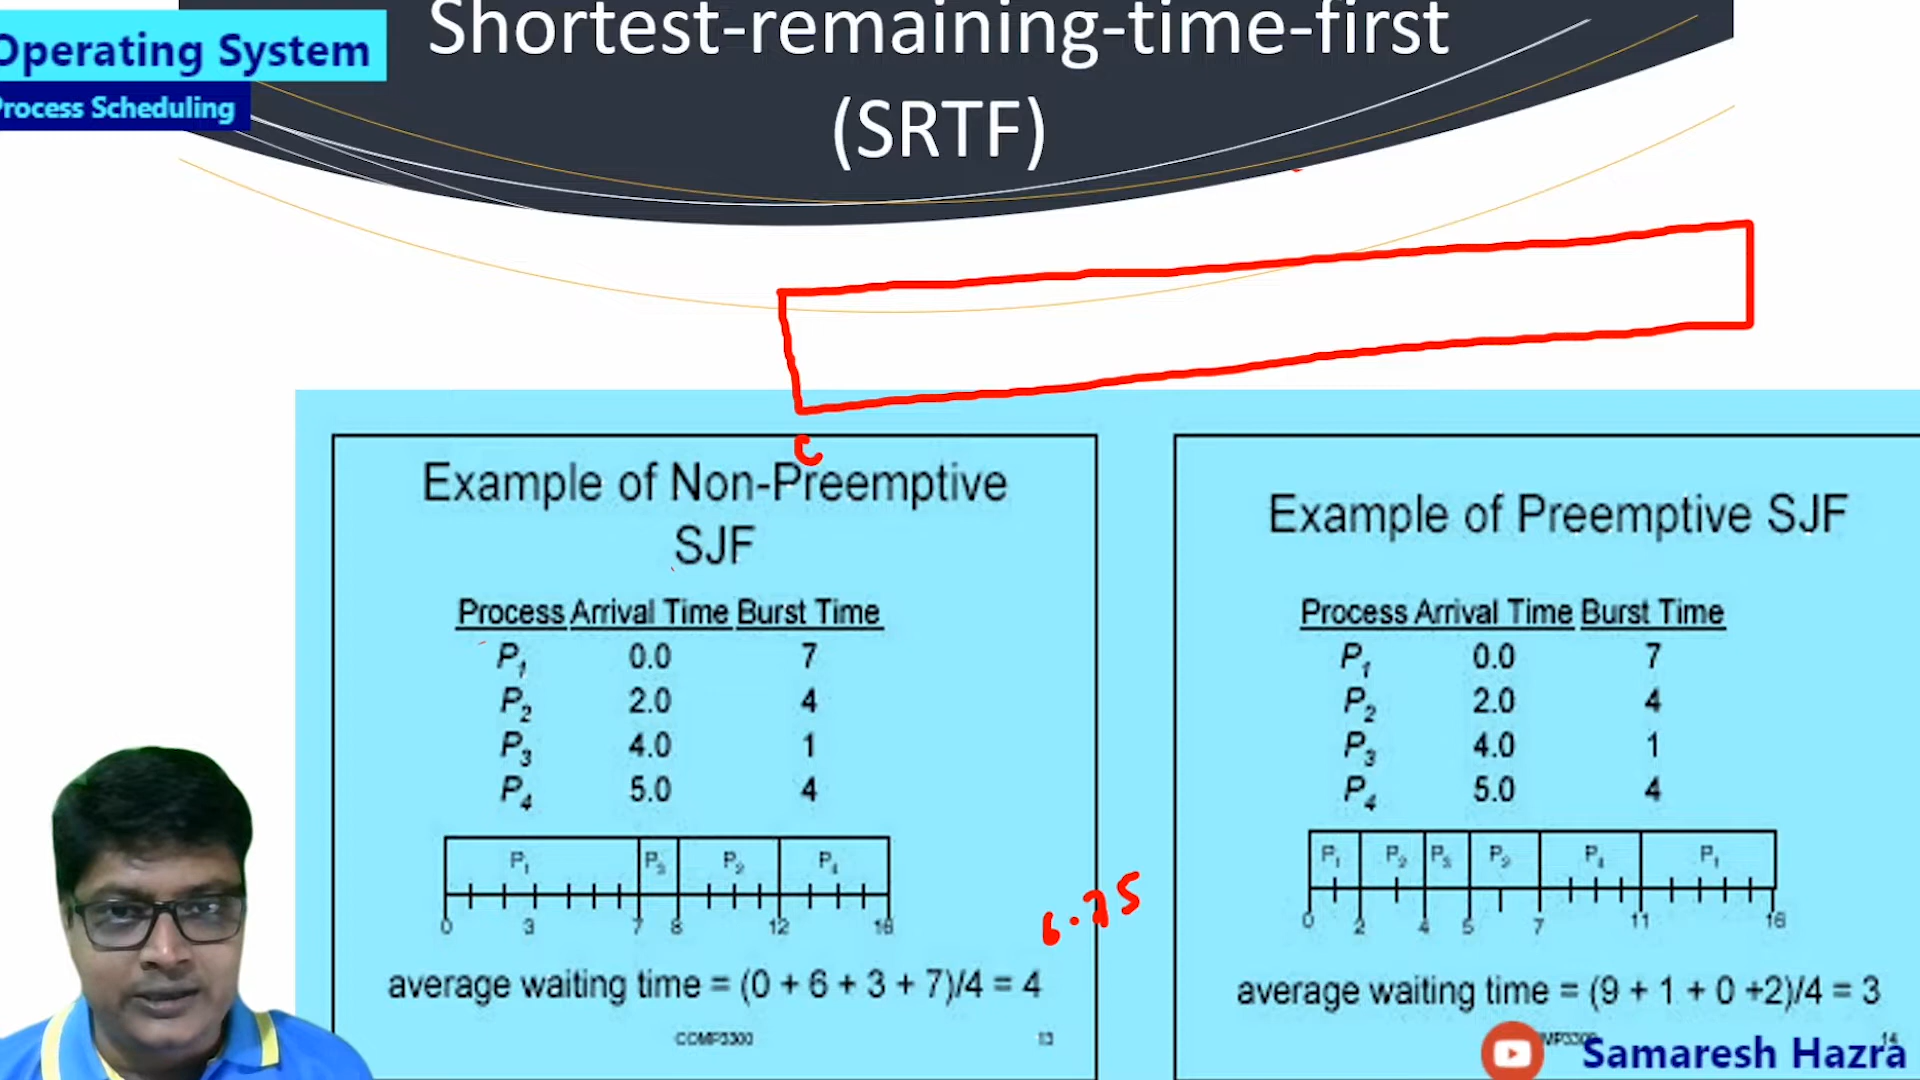 Shortest-remaining-time-first
(SRTF)
Operating System
Process Scheduling
Example of Non-Preemptive
SJF
Process Arrival Time Burst Time
P1 0.0 7
P2 2.0 4
P3 4.0 1
P4 5.0 4
P1 P3 P2 P4
0 3 7 8 12 16
average waiting time = (0 + 6 + 3 + 7)/4 = 4
COMP3300 13
6.75
Example of Preemptive SJF
Process Arrival Time Burst Time
P1 0.0 7
P2 2.0 4
P3 4.0 1
P4 5.0 4
P1 P2 P3 P2 P4 P1
0 2 4 5 7 11 16
average waiting time = (9 + 1 + 0 +2)/4 = 3
14
Samaresh Hazra